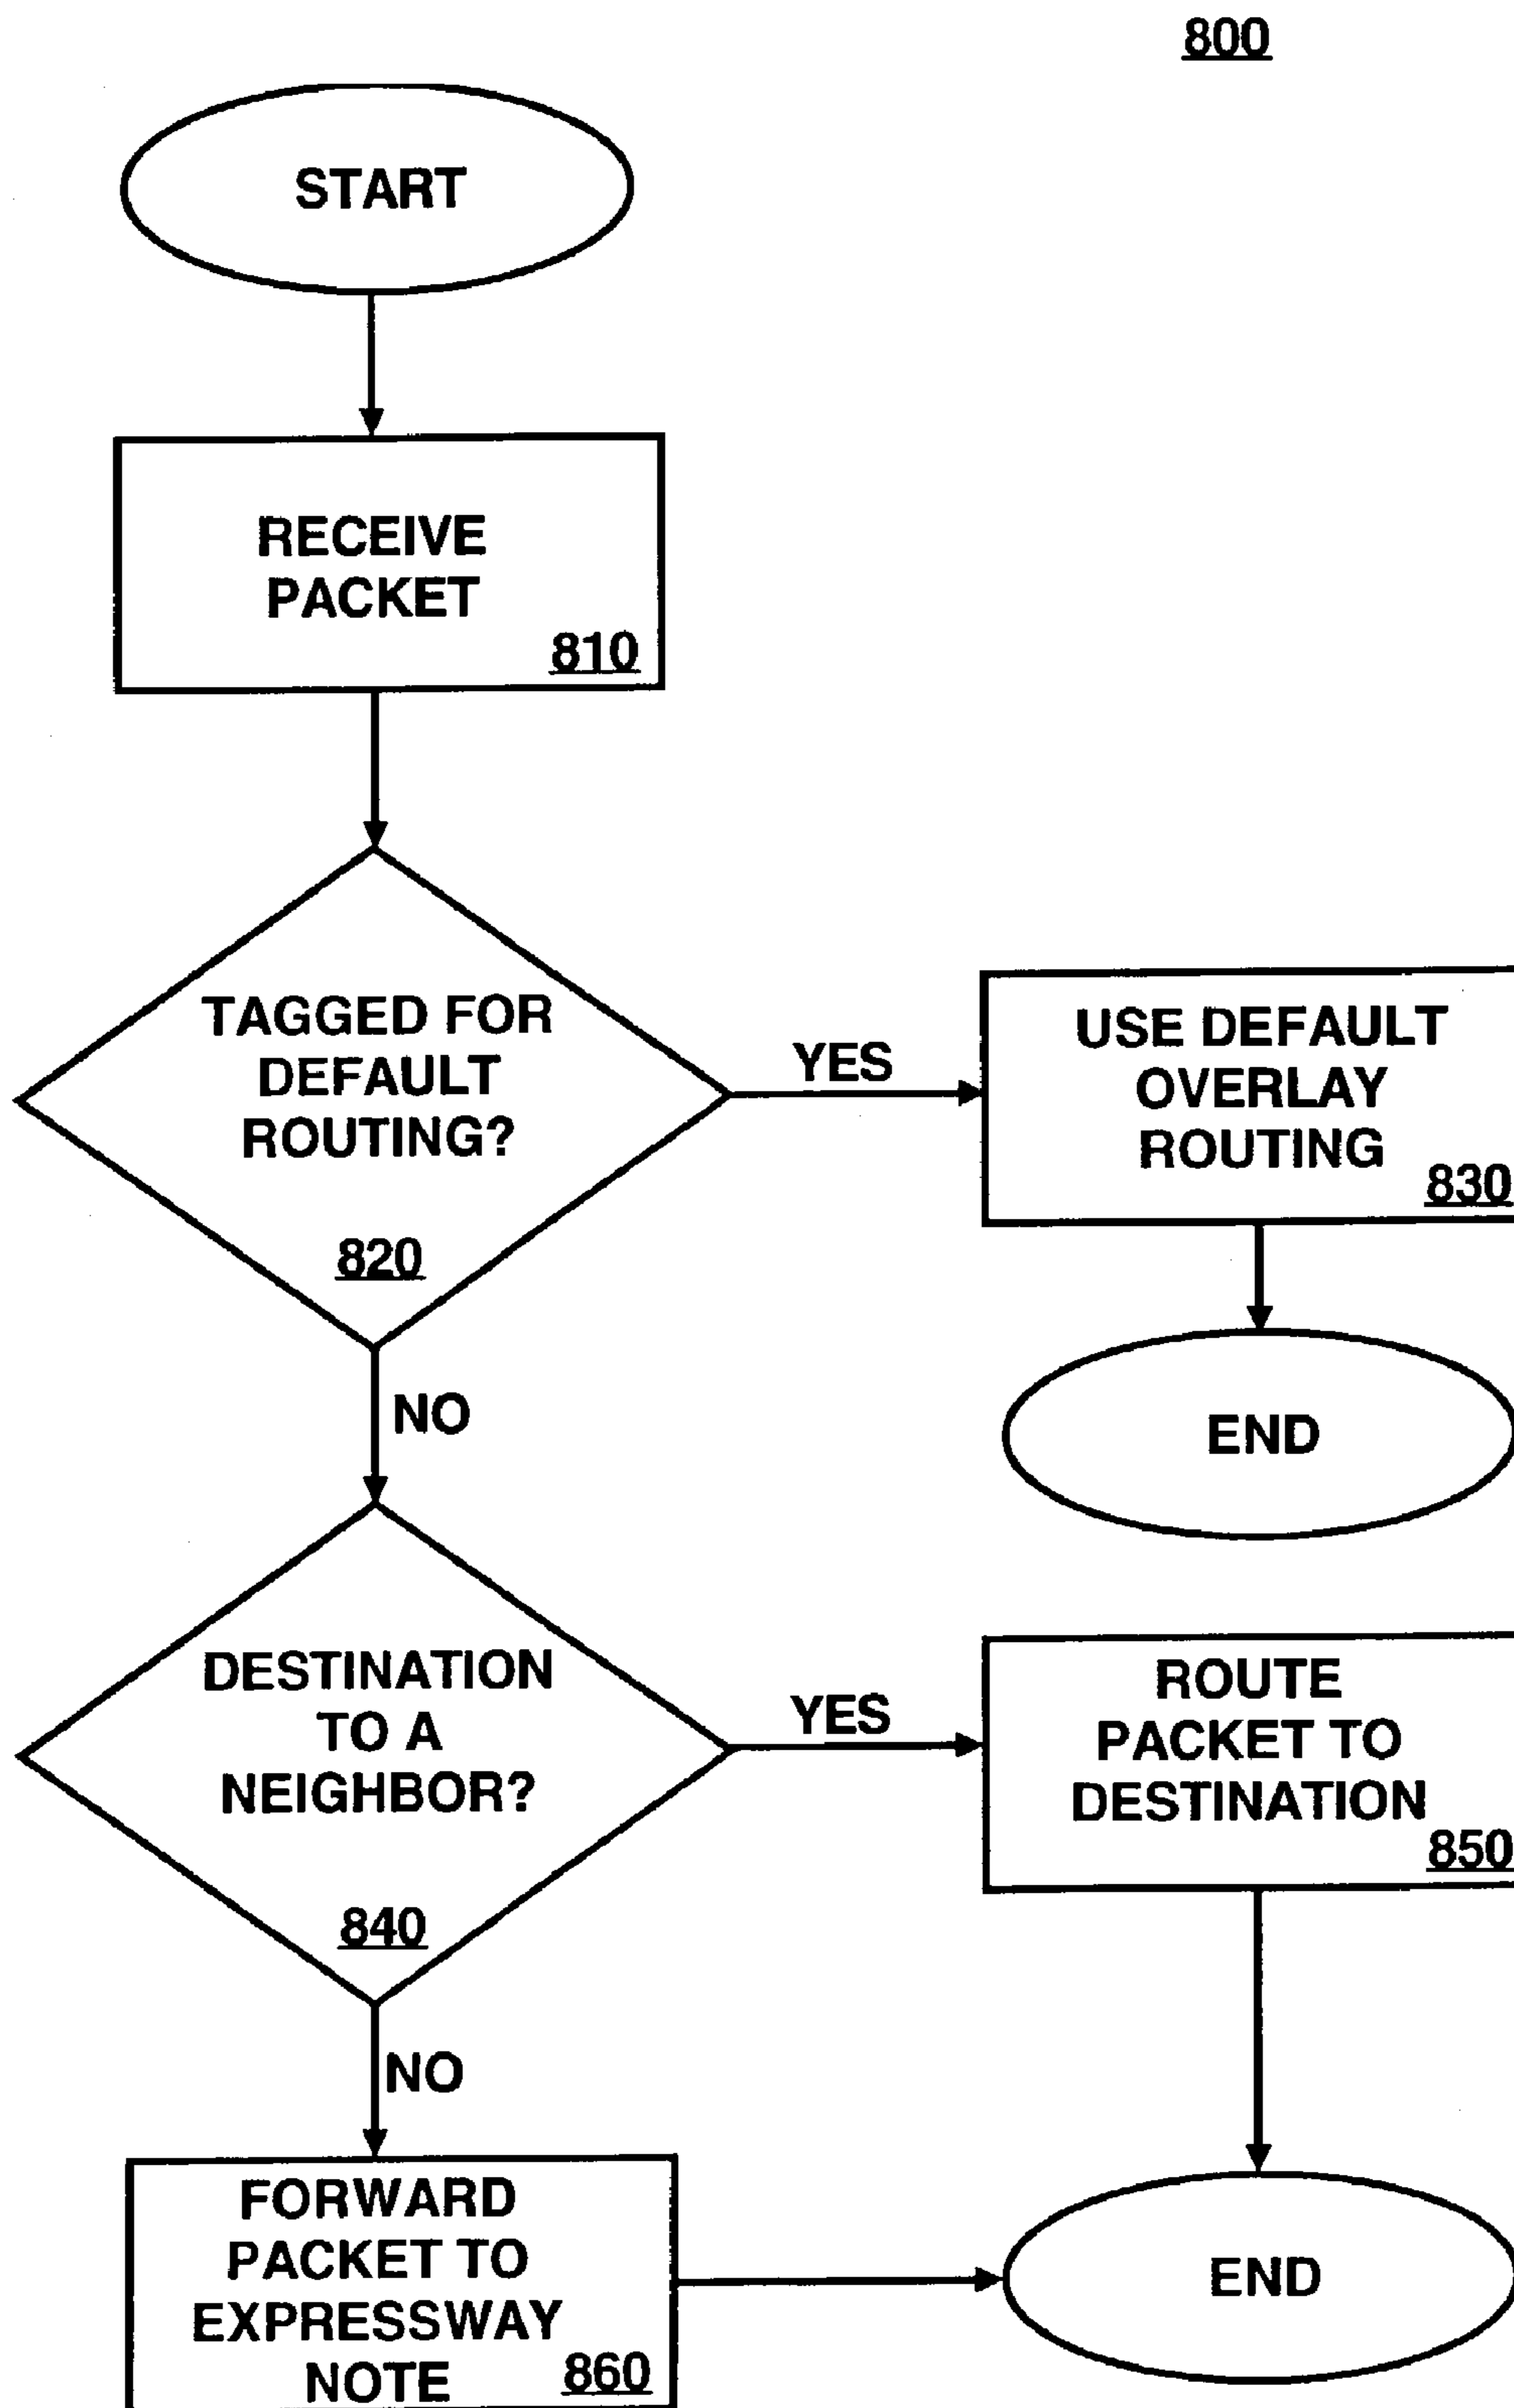 800
START
RECEIVE
PACKET
810
TAGGED FOR
DEFAULT
ROUTING?
820
YES
USE DEFAULT
OVERLAY
ROUTING
830
NO
END
DESTINATION
TO A
NEIGHBOR?
840
YES
ROUTE
PACKET TO
DESTINATION
850
NO
FORWARD
PACKET TO
EXPRESSWAY
NOTE
860
END